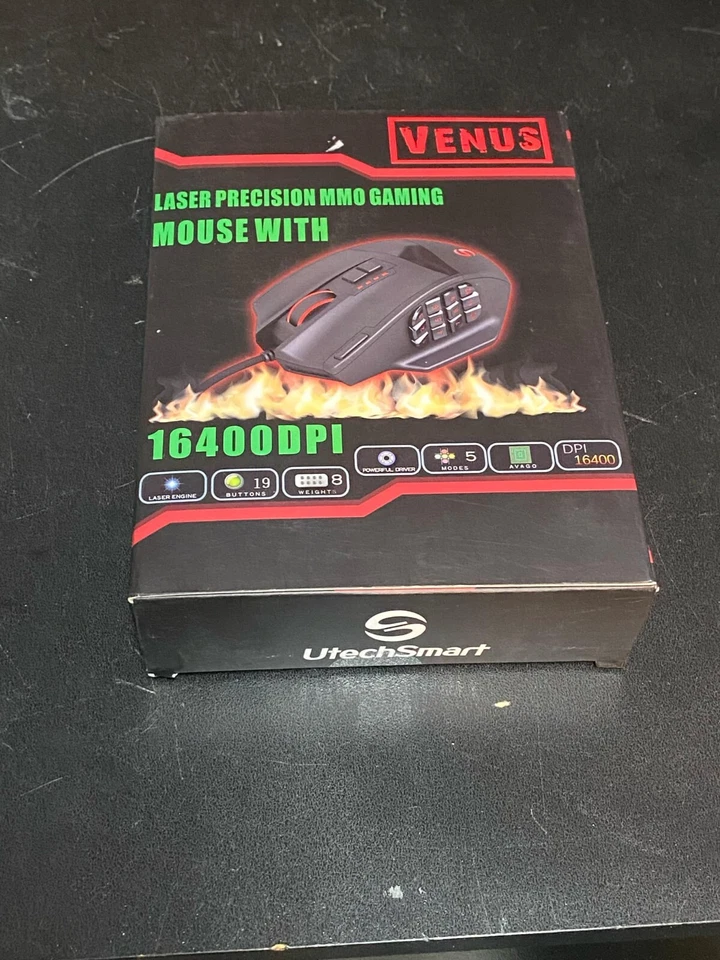 VENUS
LASER PRECISION MMO GAMING
MOUSE WITH
16400DPI
LASER ENGINE
19
BUTTONS
8
WEIGHTS
POWERFUL DRIVER
5
MODES
AVAGO
DPI
16400
UtechSmart